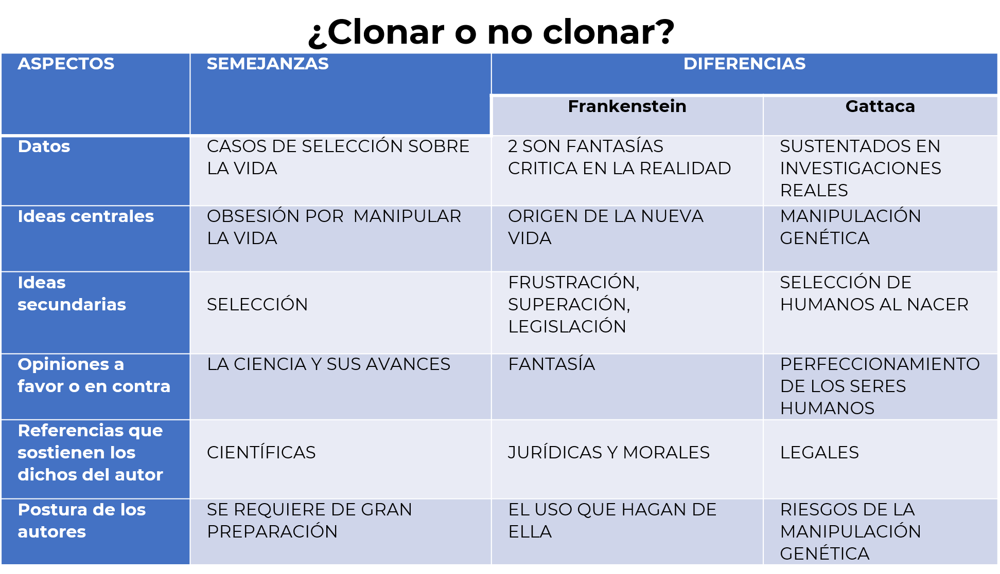 ¿Clonar o no clonar?
ASPECTOS
SEMEJANZAS
DIFERENCIAS
Frankenstein
Gattaca
Datos
CASOS DE SELECCIÓN SOBRE
LA VIDA
2 SON FANTASÍAS
CRITICA EN LA REALIDAD
SUSTENTADOS EN
INVESTIGACIONES
REALES
Ideas centrales
OBSESIÓN POR  MANIPULAR
LA VIDA
ORIGEN DE LA NUEVA
VIDA
MANIPULACIÓN
GENÉTICA
Ideas
secundarias
SELECCIÓN
FRUSTRACIÓN,
SUPERACIÓN,
LEGISLACIÓN
SELECCIÓN DE
HUMANOS AL NACER
Opiniones a
favor o en contra
LA CIENCIA Y SUS AVANCES
FANTASÍA
PERFECCIONAMIENTO
DE LOS SERES
HUMANOS
Referencias que
sostienen los
dichos del autor
CIENTÍFICAS
JURÍDICAS Y MORALES
LEGALES
Postura de los
autores
SE REQUIERE DE GRAN
PREPARACIÓN
EL USO QUE HAGAN DE
ELLA
RIESGOS DE LA
MANIPULACIÓN
GENÉTICA